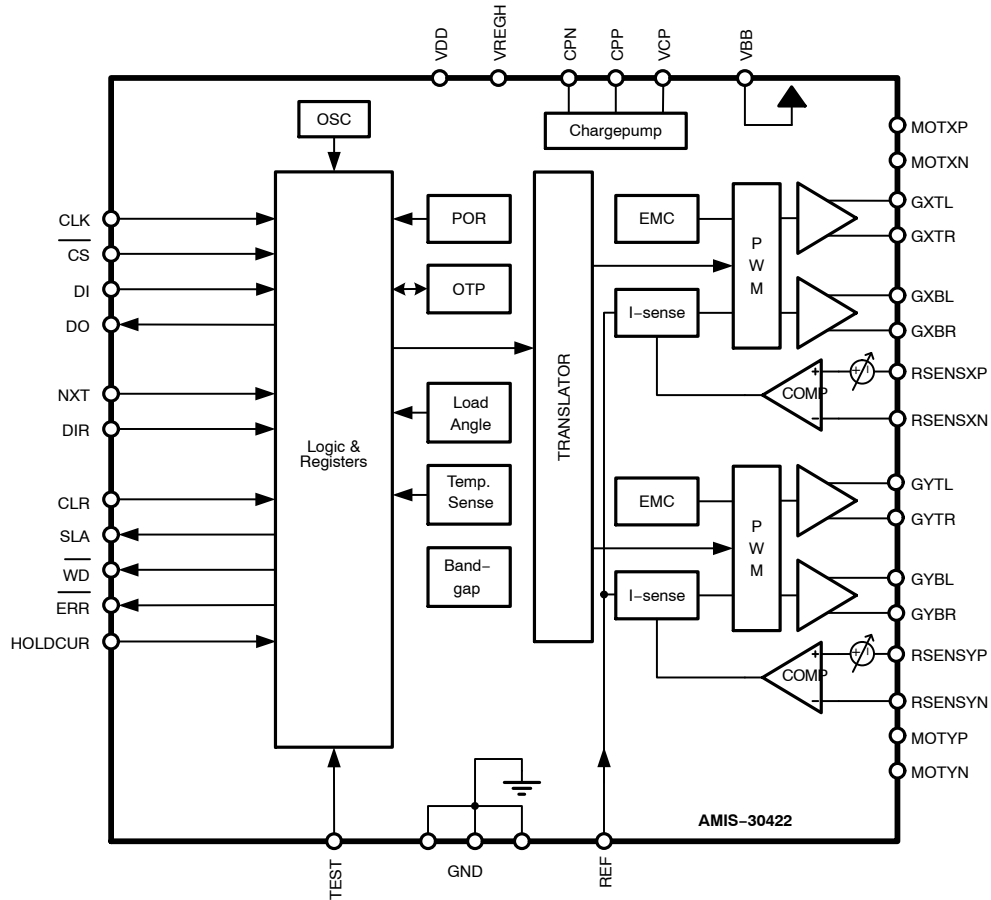 VDD
VREGH
CPN
CPP
VCP
VBB
OSC
Chargepump
MOTXP
MOTXN
CLK
CS
DI
DO
NXT
DIR
CLR
SLA
WD
ERR
HOLDCUR
Logic &
Registers
POR
OTP
Load
Angle
Temp.
Sense
Band−
gap
TRANSLATOR
EMC
I−sense
P
W
M
GXTL
GXTR
GXBL
GXBR
COMP
+
−
+
−
RSENSXP
RSENSXN
EMC
I−sense
P
W
M
GYTL
GYTR
GYBL
GYBR
COMP
+
−
+
−
RSENSYP
RSENSYN
MOTYP
MOTYN
AMIS−30422
TEST
GND
REF